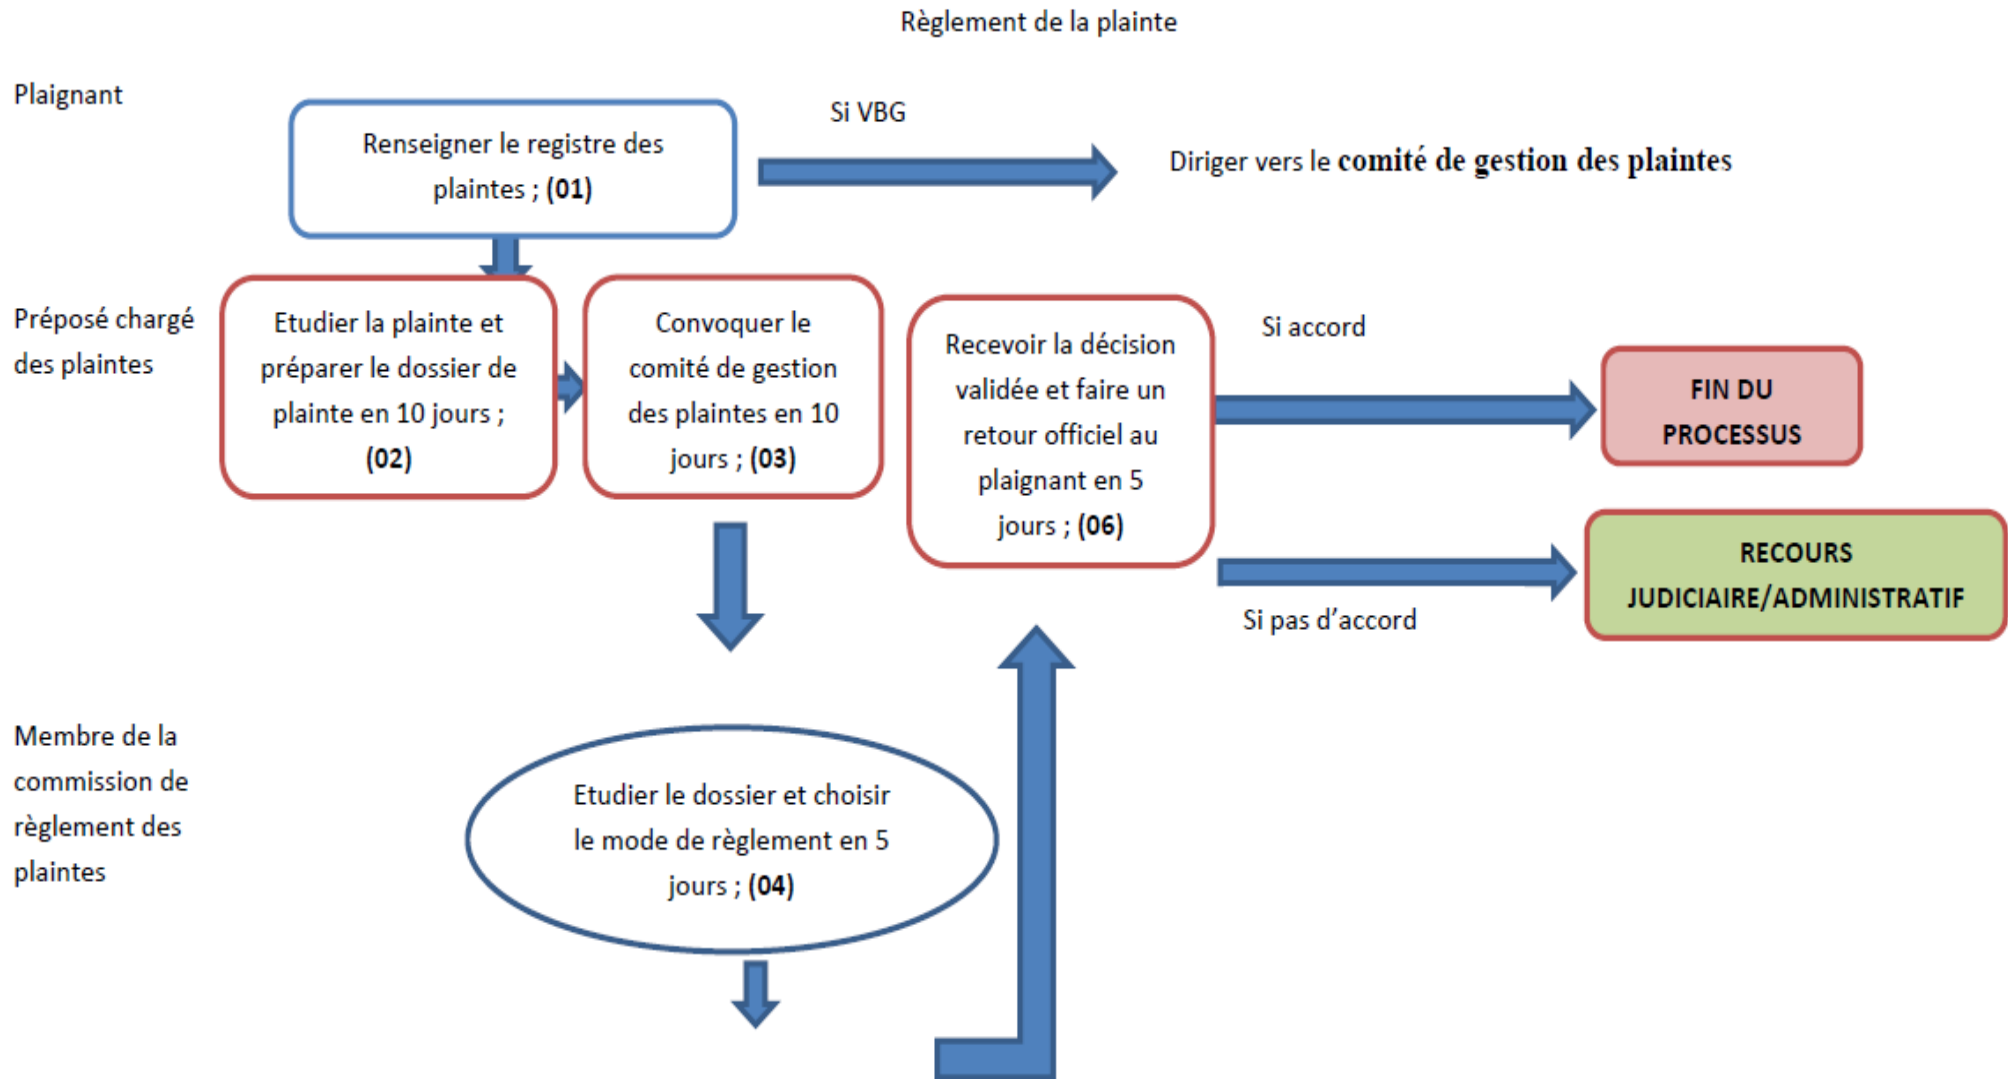 Règlement de la plainte
Plaignant
Renseigner le registre des
plaintes ; (01)
Si VBG
Diriger vers le comité de gestion des plaintes
Préposé chargé
des plaintes
Etudier la plainte et
préparer le dossier de
plainte en 10 jours ;
(02)
Convoquer le
comité de gestion
des plaintes en 10
jours ; (03)
Recevoir la décision
validée et faire un
retour officiel au
plaignant en 5
jours ; (06)
Si accord
FIN DU
PROCESSUS
Si pas d’accord
RECOURS
JUDICIAIRE/ADMINISTRATIF
Membre de la
commission de
règlement des
plaintes
Etudier le dossier et choisir
le mode de règlement en 5
jours ; (04)